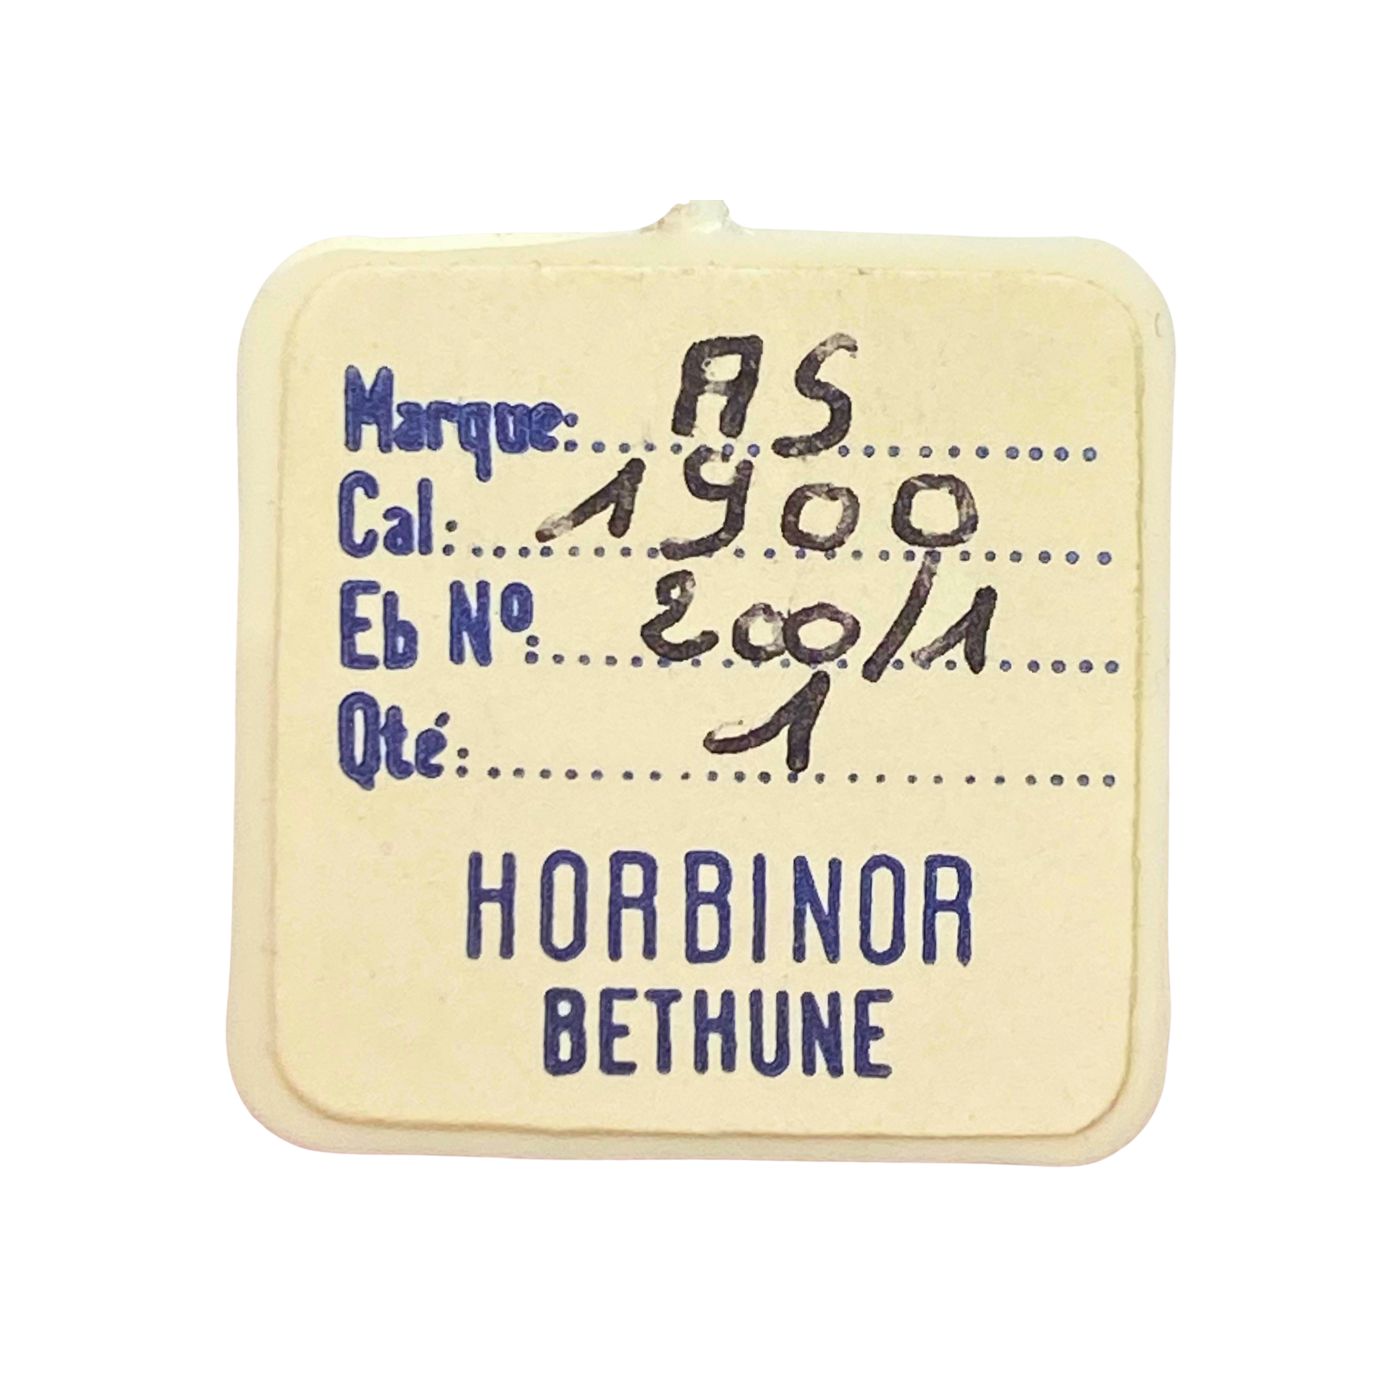 Marque: AS
Cal: 1900
Eb Nº: 200/1
Qté: 1
HORBINOR
BETHUNE